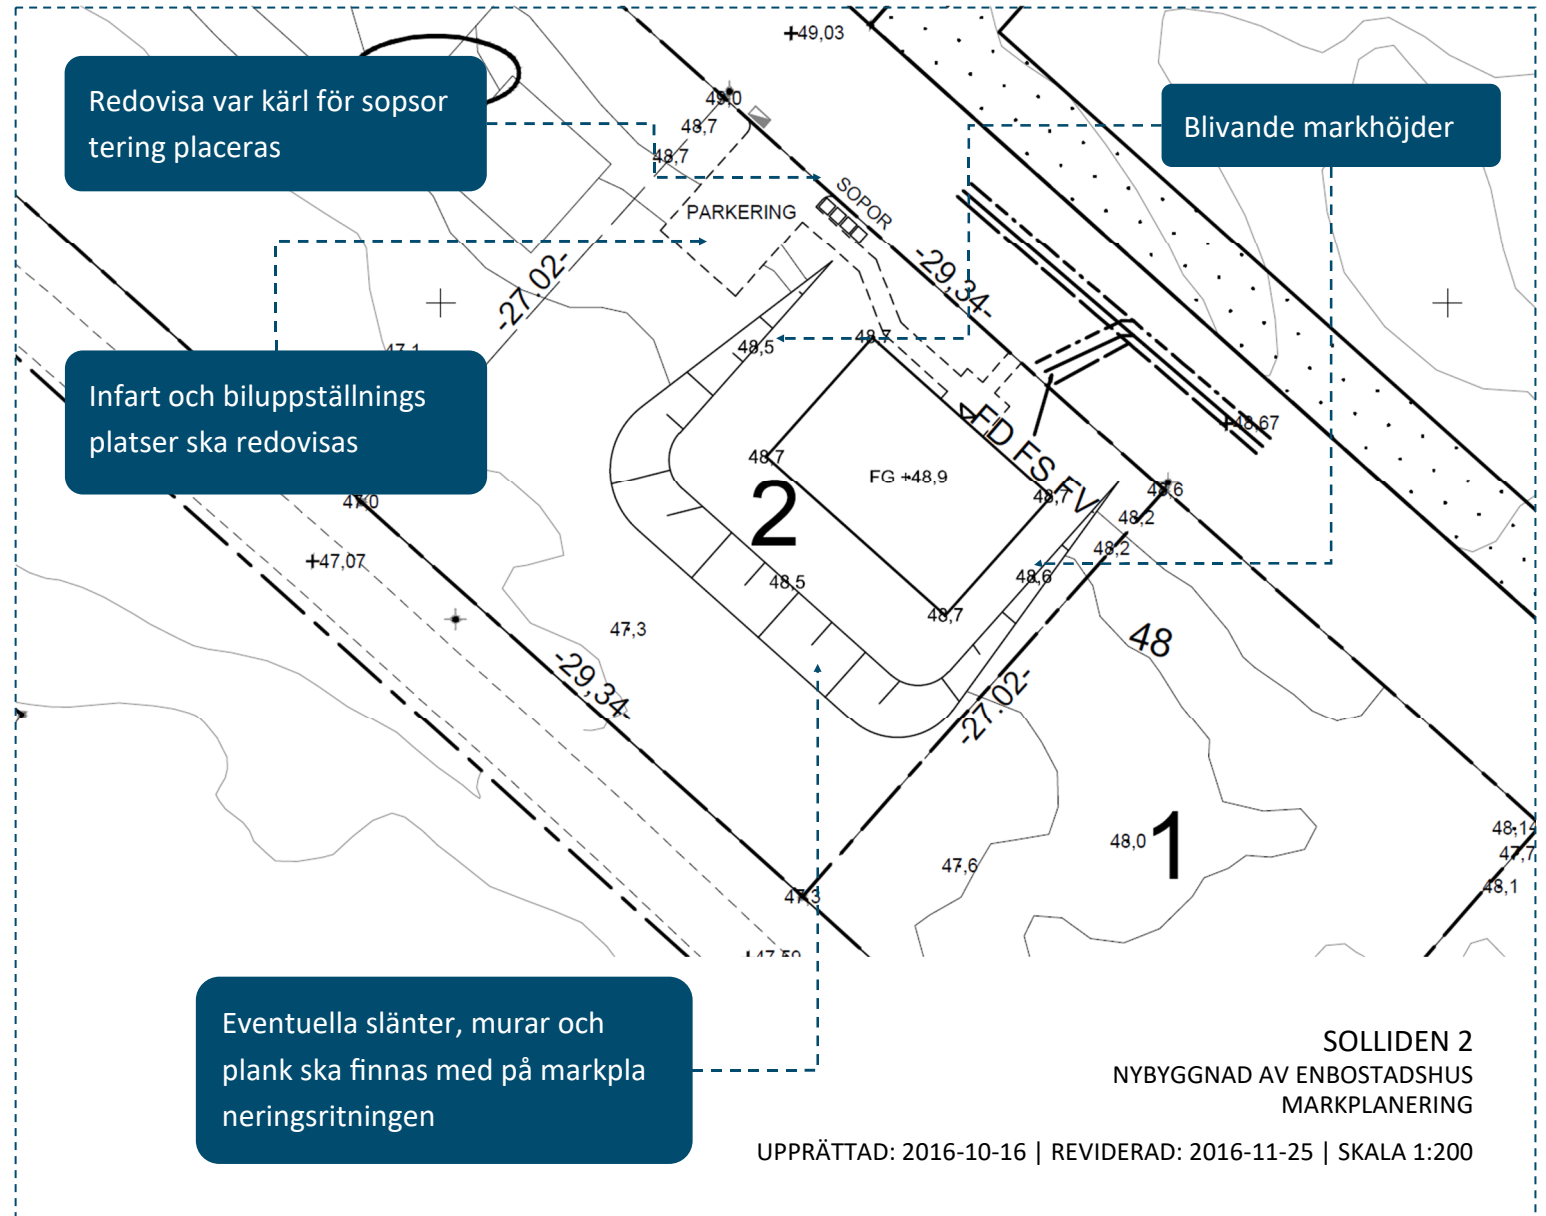 +49,03
Redovisa var kärl för sopsor
tering placeras
49,0
48,7
48,7
Blivande markhöjder
SOPOR
PARKERING
-29,34-
-27.02-
48,7
48,5
47,1
Infart och biluppställnings
platser ska redovisas
FD FS FV
+48,67
48,7
FG +48,9
48,7
48,6
2
47,0
48,2
48,2
+47,07
48,6
48,5
48,7
47,3
48
-29,34-
-27.02-
1
48,14
48,0
47,7
47,6
48,1
47,3
+47,59
Eventuella slänter, murar och
plank ska finnas med på markpla
neringsritningen
SOLLIDEN 2
NYBYGGNAD AV ENBOSTADSHUS
MARKPLANERING
UPPRÄTTAD: 2016-10-16 | REVIDERAD: 2016-11-25 | SKALA 1:200